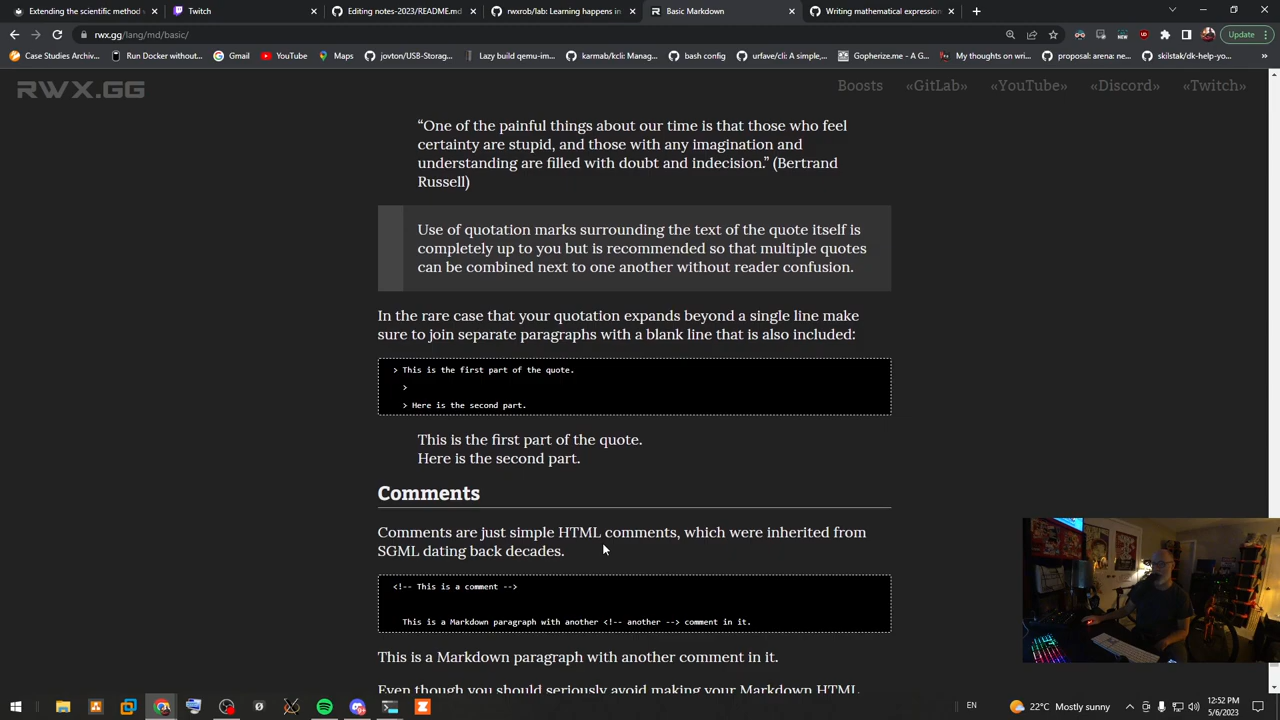 Extending the scientific method
Twitch
Editing notes-2023/README.md
rwxrob/lab: Learning happens in
Basic Markdown
Writing mathematical expression
rwx.gg/lang/md/basic/
Update
Case Studies Archiv...
Twitch
Gmail
YouTube
Maps
jovton/USB-Storag...
Lazy build qemu-im...
karmab/kcli: Manag...
bash config
urfave/cli: A simple,...
Gopherize.me - A G...
My thoughts on wri...
proposal: arena: ne...
skilstak/dk-help-yo...
RWX.GG
Boosts «GitLab» «YouTube» «Discord» «Twitch»
“One of the painful things about our time is that those who feel
certainty are stupid, and those with any imagination and
understanding are filled with doubt and indecision.” (Bertrand
Russell)
Use of quotation marks surrounding the text of the quote itself is
completely up to you but is recommended so that multiple quotes
can be combined next to one another without reader confusion.
In the rare case that your quotation expands beyond a single line make
sure to join separate paragraphs with a blank line that is also included:
> This is the first part of the quote.
>
> Here is the second part.
This is the first part of the quote.
Here is the second part.
Comments
Comments are just simple HTML comments, which were inherited from
SGML dating back decades.
<!-- This is a comment -->
This is a Markdown paragraph with another <!-- another --> comment in it.
This is a Markdown paragraph with another comment in it.
Even though you should seriously avoid making your Markdown HTML
22°C Mostly sunny
EN
12:52 PM
5/6/2023